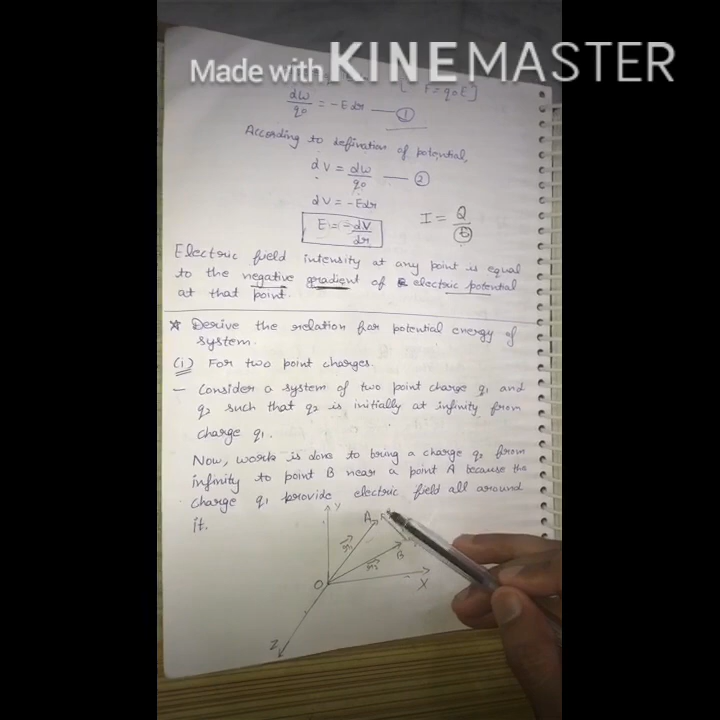 Made with KINEMASTER
[ F = q₀E ]
dw/q₀ = -Edr — ①
According to defination of potential,
dV = dw/q₀ — ②
dV = -Edr
E = -dV/dr
I = Q/t
Electric field intensity at any point is equal
to the negative gradient of electric potential
at that point.
* Derive the relation for potential energy of
system.
(i) For two point charges.
- Consider a system of two point charge q₁ and
q₂ such that q₂ is initially at infinity from
charge q₁.
Now, work is done to bring a charge q₂ from
infinity to point B near a point A because the
charge q₁ provide electric field all around
it.
Y
A
B
O
X
Z